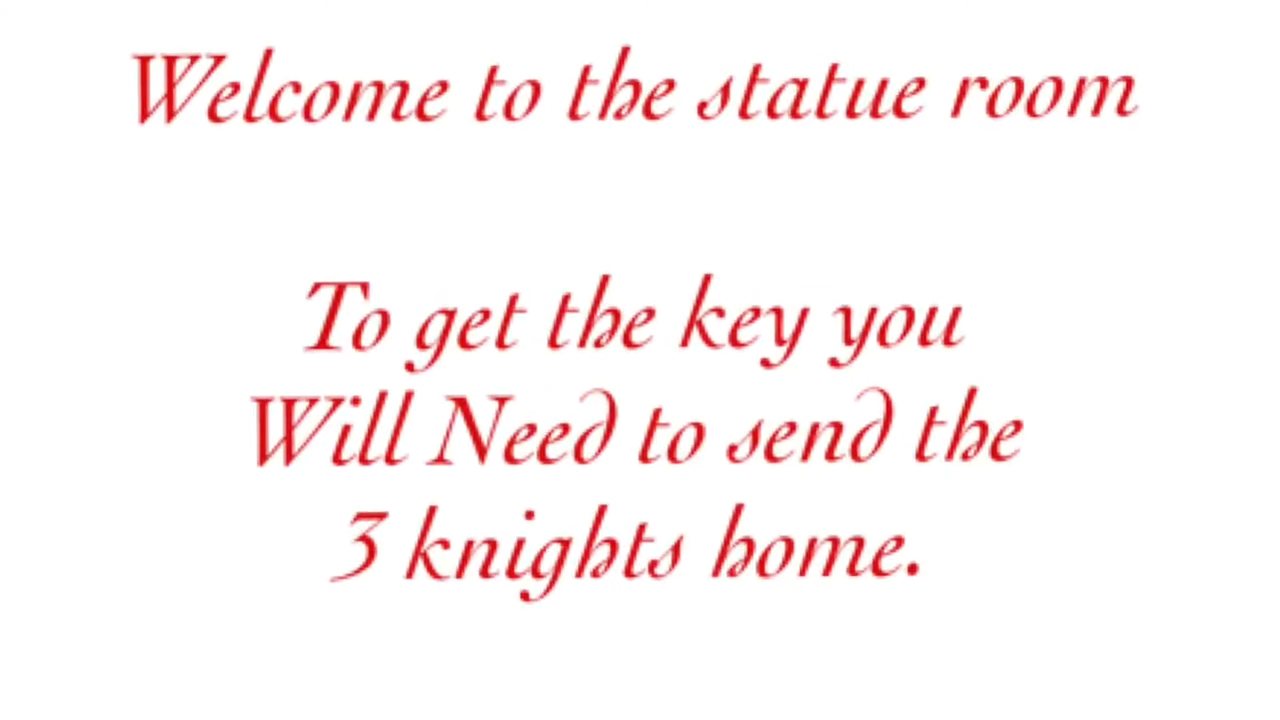 Welcome to the statue room
To get the key you
Will Need to send the
3 knights home.